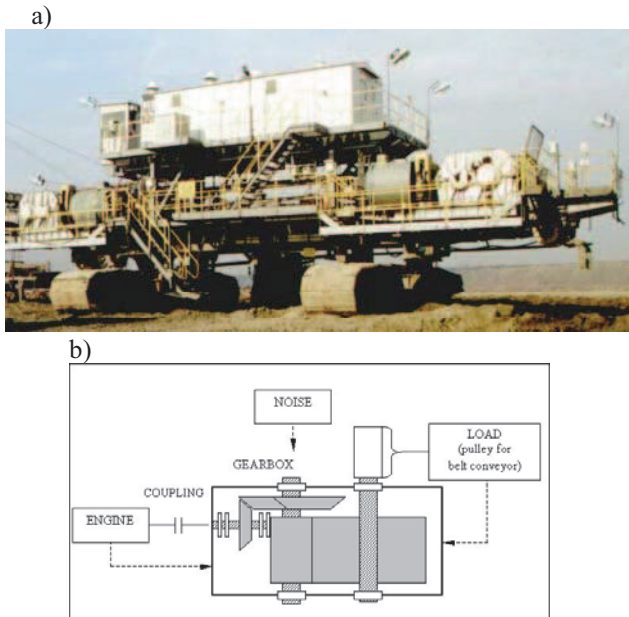 a)
b)
NOISE
GEARBOX
LOAD
(pulley for
belt conveyor)
COUPLING
ENGINE